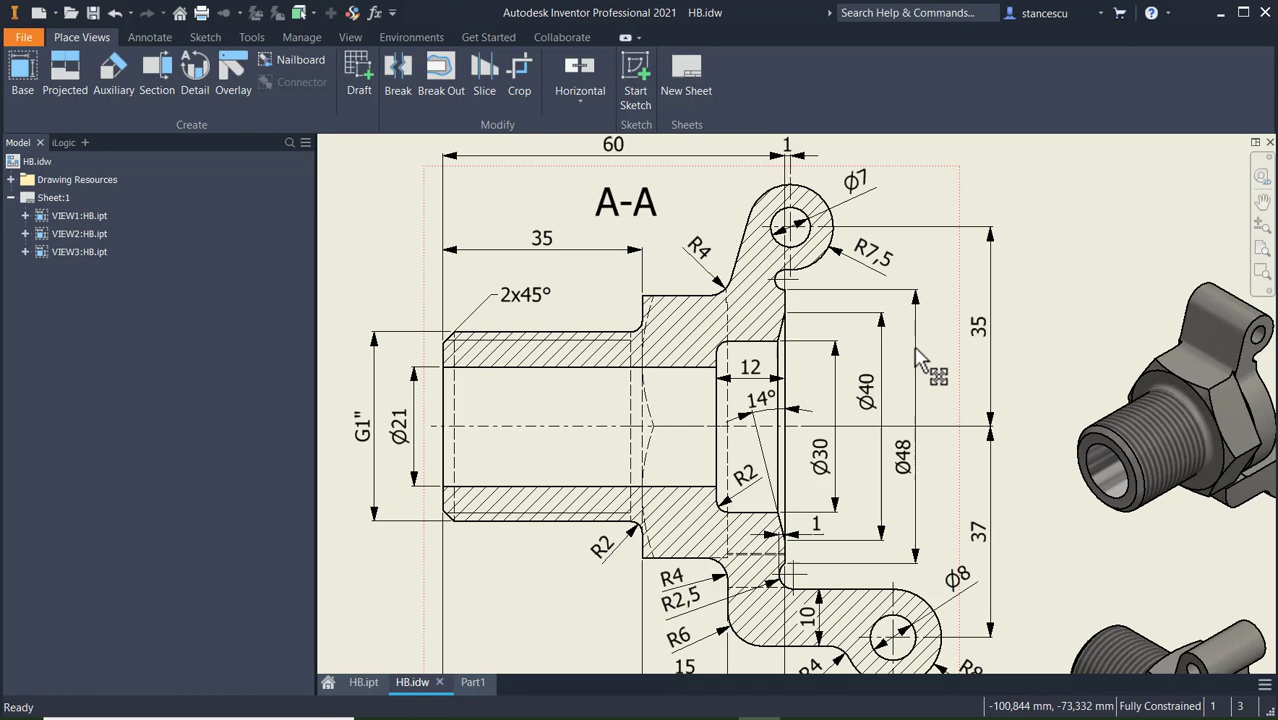 Autodesk Inventor Professional 2021 HB.idw
Search Help & Commands...
stancescu
File
Place Views
Annotate
Sketch
Tools
Manage
View
Environments
Get Started
Collaborate
Base
Projected
Auxiliary
Section
Detail
Overlay
Nailboard
Connector
Draft
Break
Break Out
Slice
Crop
Horizontal
Start
Sketch
New Sheet
Create
Modify
Sketch
Sheets
Model
iLogic
HB.idw
Drawing Resources
Sheet:1
VIEW1:HB.ipt
VIEW2:HB.ipt
VIEW3:HB.ipt
60
1
A-A
Ø7
35
R4
R7,5
2x45°
35
12
14°
Ø40
G1"
Ø21
Ø30
Ø48
R2
1
37
R2
R4
R2,5
Ø8
10
R6
15
R4
HB.ipt
HB.idw
Part1
Ready
-100,844 mm, -73,332 mm
Fully Constrained
1
3